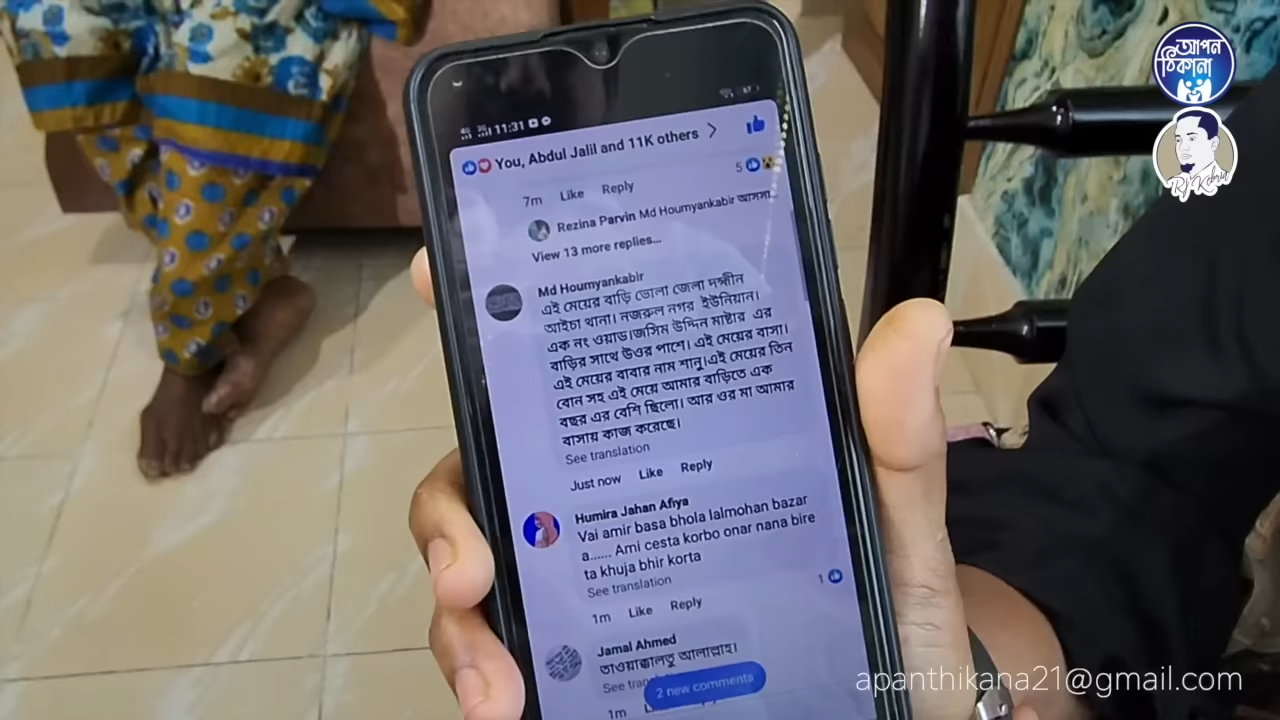 আপন
ঠিকানা
RJ Kebria
11:31
You, Abdul Jalil and 11K others
5
7m Like Reply
Rezina Parvin Md Houmyankabir আসসা...
View 13 more replies...
Md Houmyankabir
এই মেয়ের বাড়ি ভোলা জেলা দক্ষীন
আইচা থানা। নজরুল নগর ইউনিয়ান।
এক নং ওয়াড।জসিম উদ্দিন মাষ্টার এর
বাড়ির সাথে উওর পাশে। এই মেয়ের বাসা।
এই মেয়ের বাবার নাম শানু।এই মেয়ের তিন
বোন সহ এই মেয়ে আমার বাড়িতে এক
বছর এর বেশি ছিলো। আর ওর মা আমার
বাসায় কাজ করেছে।
See translation
Just now Like Reply
Humira Jahan Afiya
Vai amir basa bhola lalmohan bazar
a...... Ami cesta korbo onar nana bire
ta khuja bhir korta
See translation
1m Like Reply 1
Jamal Ahmed
তাওয়াক্কালতু আলাল্লাহ।
See
2 new comments
1m
apanthikana21@gmail.com